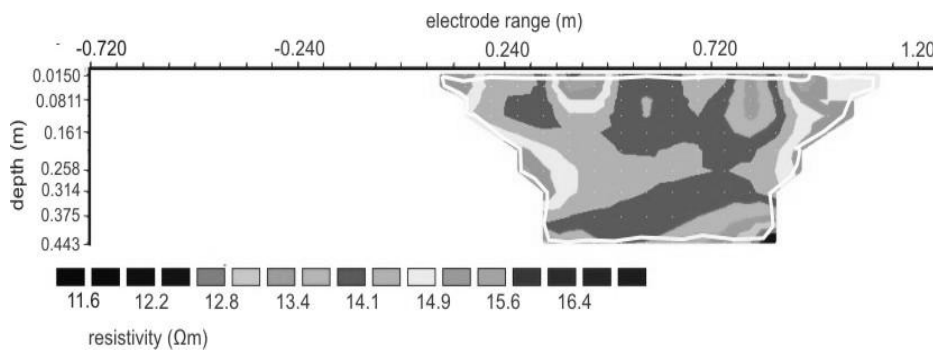 electrode range (m)
-0.720 -0.240 0.240 0.720 1.20
depth (m)
0.0150
0.0811
0.161
0.258
0.314
0.375
0.443
11.6 12.2 12.8 13.4 14.1 14.9 15.6 16.4
resistivity (Ωm)